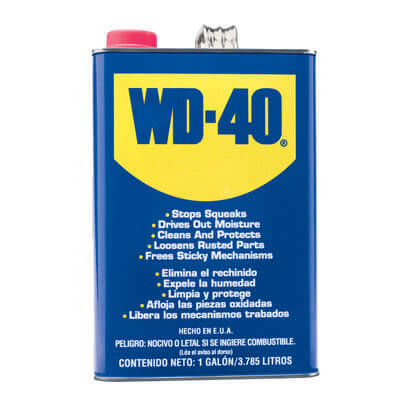 WD-40®
• Stops Squeaks
• Drives Out Moisture
• Cleans And Protects
• Loosens Rusted Parts
• Frees Sticky Mechanisms
• Elimina el rechinido
• Expele la humedad
• Limpia y protege
• Afloja las piezas oxidadas
• Libera los mecanismos trabados
HECHO EN E.U.A.
PELIGRO: NOCIVO O LETAL SI SE INGIERE COMBUSTIBLE.
(Léa el aviso al dorso)
CONTENIDO NETO: 1 GALÓN/3.785 LITROS